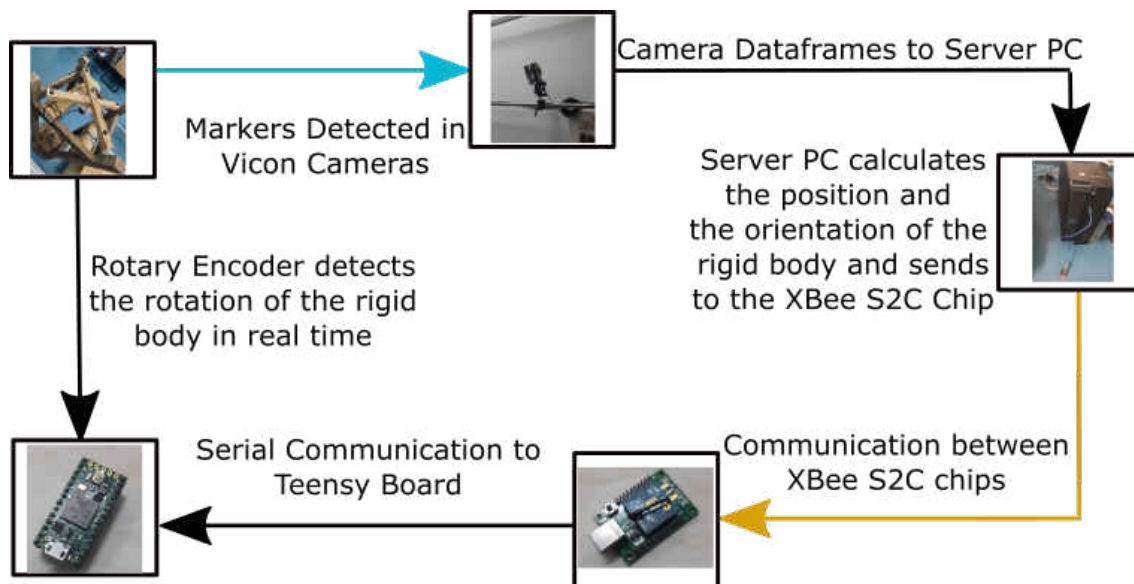 Camera Dataframes to Server PC
Markers Detected in
Vicon Cameras
Server PC calculates
the position and
the orientation of the
rigid body and sends
to the XBee S2C Chip
Rotary Encoder detects
the rotation of the rigid
body in real time
Serial Communication to
Teensy Board
Communication between
XBee S2C chips